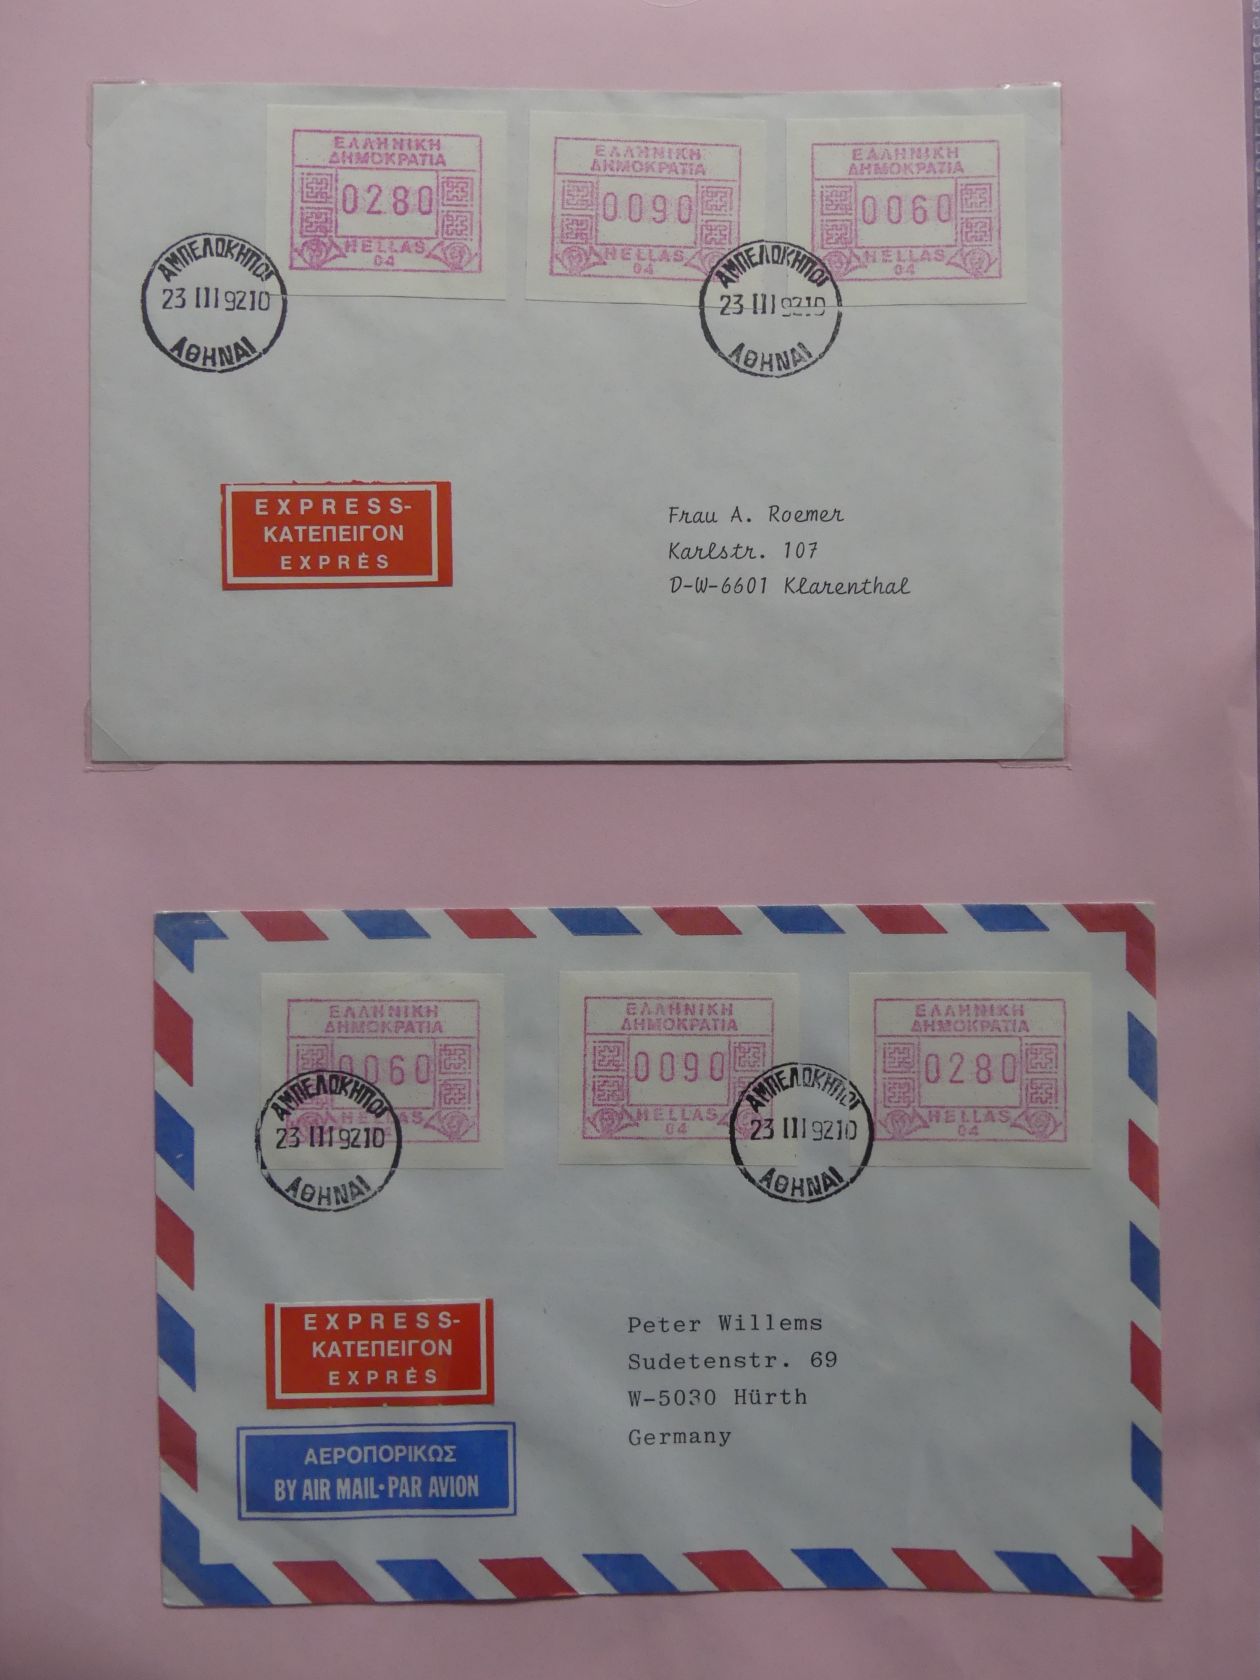 ΕΛΛΗΝΙΚΗ
ΔΗΜΟΚΡΑΤΙΑ
0280
HELLAS
04
ΕΛΛΗΝΙΚΗ
ΔΗΜΟΚΡΑΤΙΑ
0090
HELLAS
04
ΕΛΛΗΝΙΚΗ
ΔΗΜΟΚΡΑΤΙΑ
0060
HELLAS
04
ΑΜΠΕΛΟΚΗΠΟΙ
23 III 92 10
ΑΘΗΝΑΙ
ΑΜΠΕΛΟΚΗΠΟΙ
23 III 92 10
ΑΘΗΝΑΙ
EXPRESS-
ΚΑΤΕΠΕΙΓΟΝ
EXPRÈS
Frau A. Roemer
Karlstr. 107
D-W-6601 Klarenthal
ΕΛΛΗΝΙΚΗ
ΔΗΜΟΚΡΑΤΙΑ
0060
HELLAS
ΕΛΛΗΝΙΚΗ
ΔΗΜΟΚΡΑΤΙΑ
0090
HELLAS
04
ΕΛΛΗΝΙΚΗ
ΔΗΜΟΚΡΑΤΙΑ
0280
HELLAS
04
ΑΜΠΕΛΟΚΗΠΟΙ
23 III 92 10
ΑΘΗΝΑΙ
ΑΜΠΕΛΟΚΗΠΟΙ
23 III 92 10
ΑΘΗΝΑΙ
EXPRESS-
ΚΑΤΕΠΕΙΓΟΝ
EXPRÈS
ΑΕΡΟΠΟΡΙΚΩΣ
BY AIR MAIL·PAR AVION
Peter Willems
Sudetenstr. 69
W-5030 Hürth
Germany